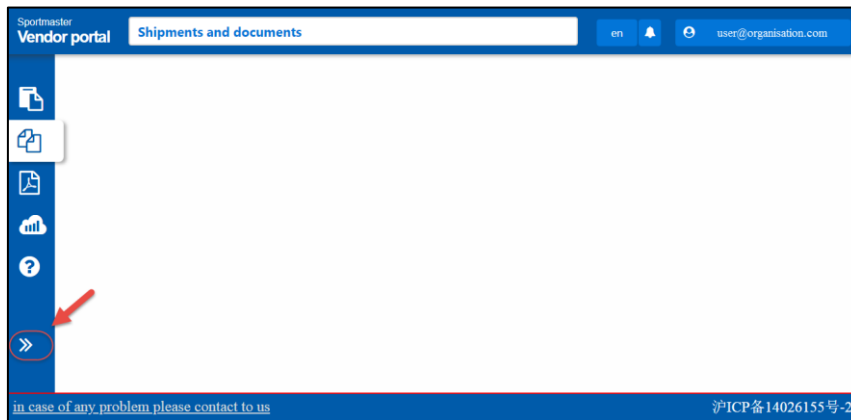 Sportmaster
Vendor portal
Shipments and documents
en
user@organisation.com
in case of any problem please contact to us
沪ICP备14026155号-2